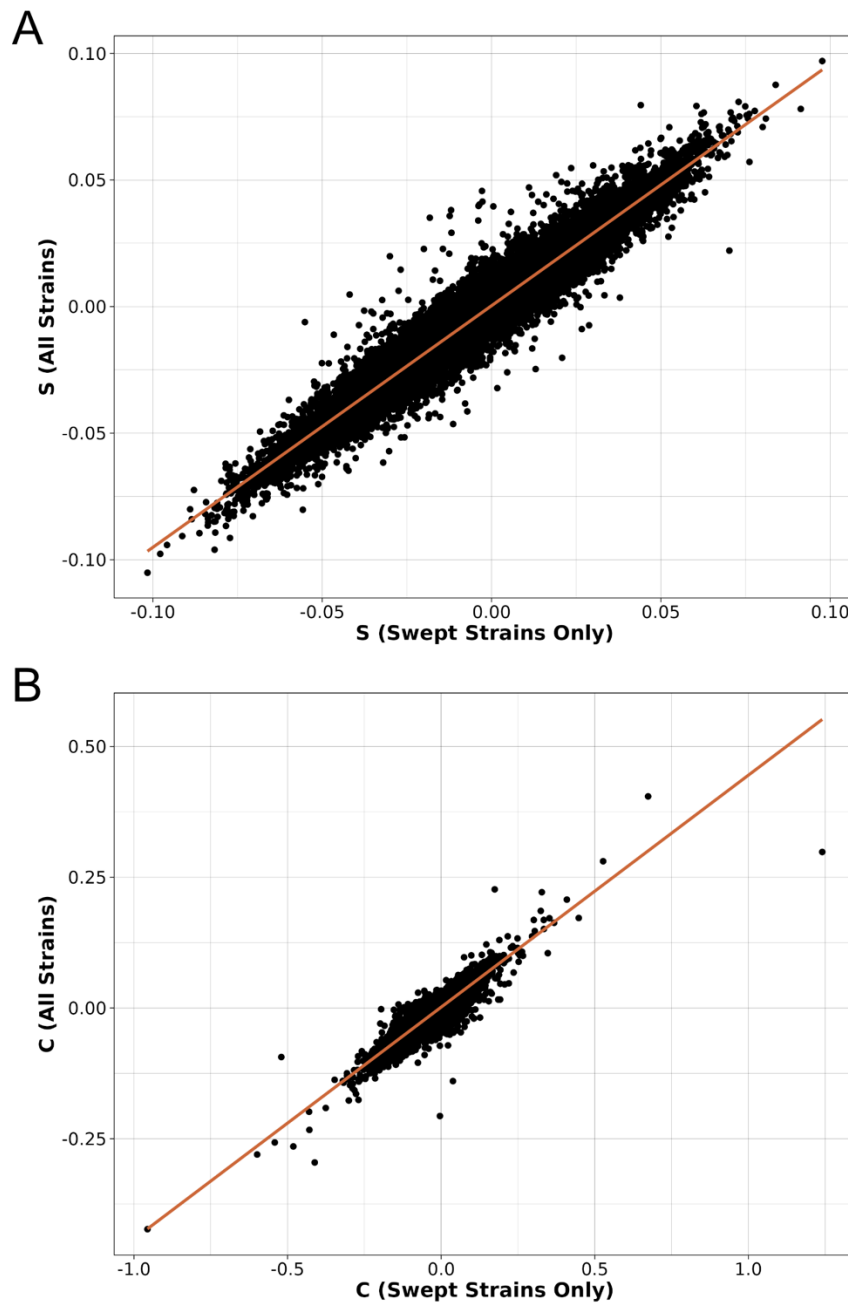 A
0.10
0.05
0.00
-0.05
-0.10
S (All Strains)
-0.10 -0.05 0.00 0.05 0.10
S (Swept Strains Only)
B
0.50
0.25
0.00
-0.25
C (All Strains)
-1.0 -0.5 0.0 0.5 1.0
C (Swept Strains Only)